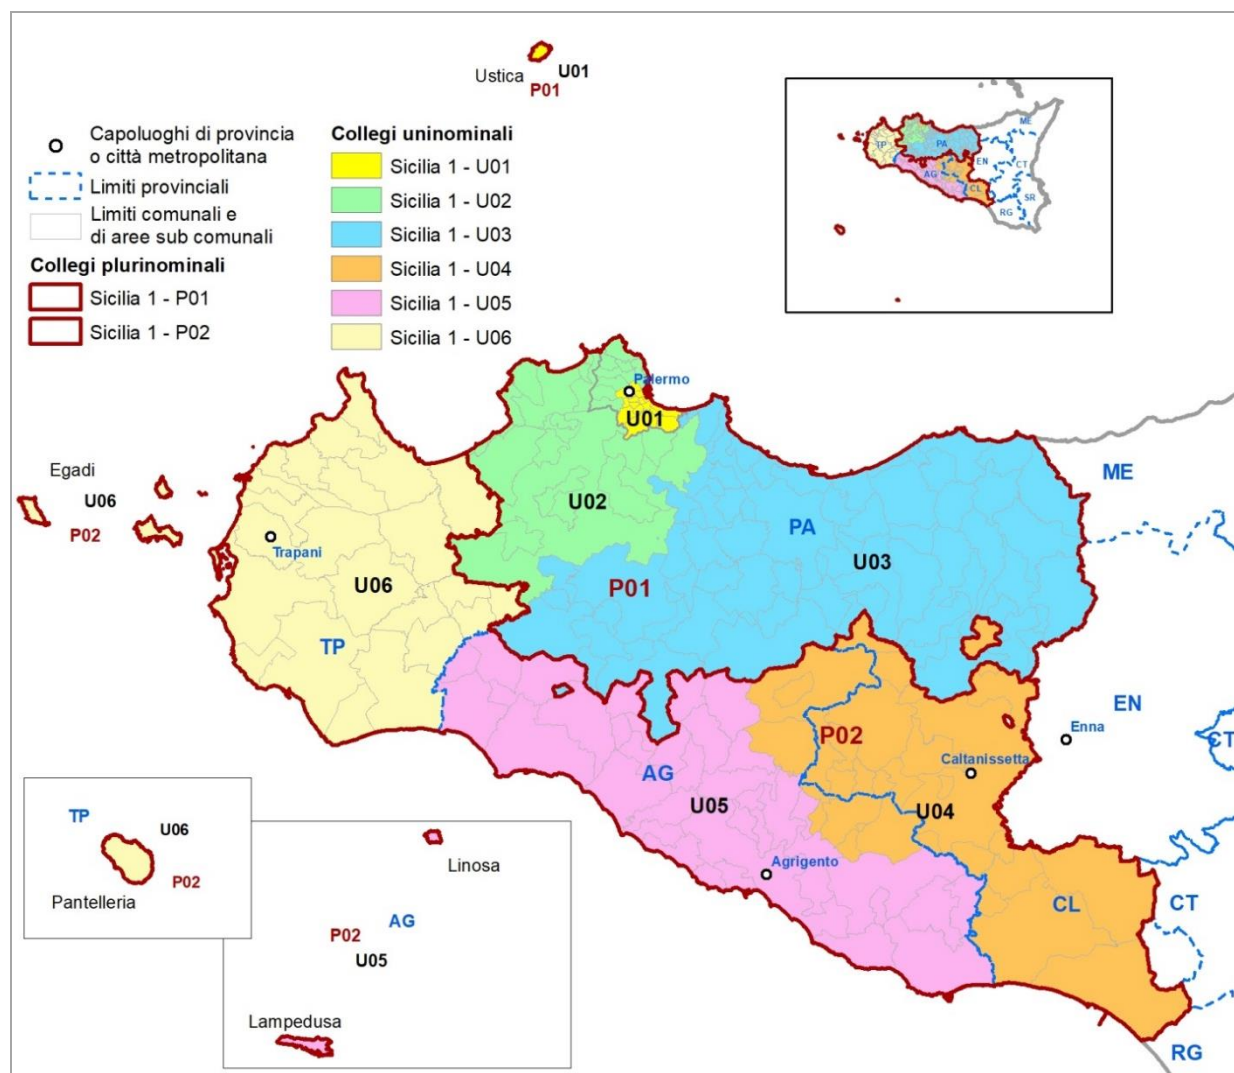 Ustica
U01
P01
Capoluoghi di provincia
o città metropolitana
Limiti provinciali
Limiti comunali e
di aree sub comunali
Collegi plurinominali
Sicilia 1 - P01
Sicilia 1 - P02
Collegi uninominali
Sicilia 1 - U01
Sicilia 1 - U02
Sicilia 1 - U03
Sicilia 1 - U04
Sicilia 1 - U05
Sicilia 1 - U06
ME
TP
PA
EN
CT
AG
CL
SR
RG
Palermo
U01
Egadi
U06
P02
U02
ME
PA
Trapani
U03
U06
P01
TP
EN
P02
Enna
CT
Caltanissetta
AG
U05
U04
Agrigento
CL
CT
RG
TP
U06
P02
Pantelleria
Linosa
AG
P02
U05
Lampedusa